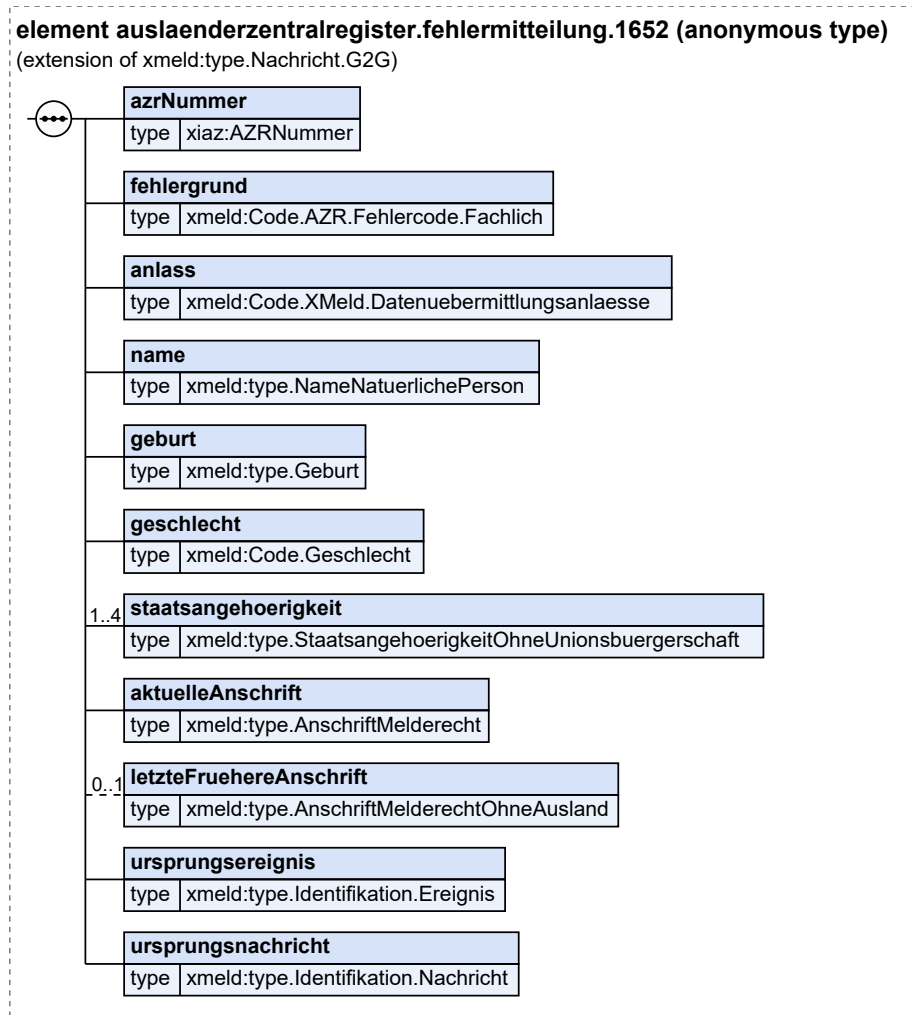 element auslaenderzentralregister.fehlermitteilung.1652 (anonymous type)
(extension of xmeld:type.Nachricht.G2G)
azrNummer
type xiaz:AZRNummer
fehlergrund
type xmeld:Code.AZR.Fehlercode.Fachlich
anlass
type xmeld:Code.XMeld.Datenuebermittlungsanlaesse
name
type xmeld:type.NameNatuerlichePerson
geburt
type xmeld:type.Geburt
geschlecht
type xmeld:Code.Geschlecht
1..4 staatsangehoerigkeit
type xmeld:type.StaatsangehoerigkeitOhneUnionsbuergerschaft
aktuelleAnschrift
type xmeld:type.AnschriftMelderecht
0..1 letzteFruehereAnschrift
type xmeld:type.AnschriftMelderechtOhneAusland
ursprungsereignis
type xmeld:type.Identifikation.Ereignis
ursprungsnachricht
type xmeld:type.Identifikation.Nachricht